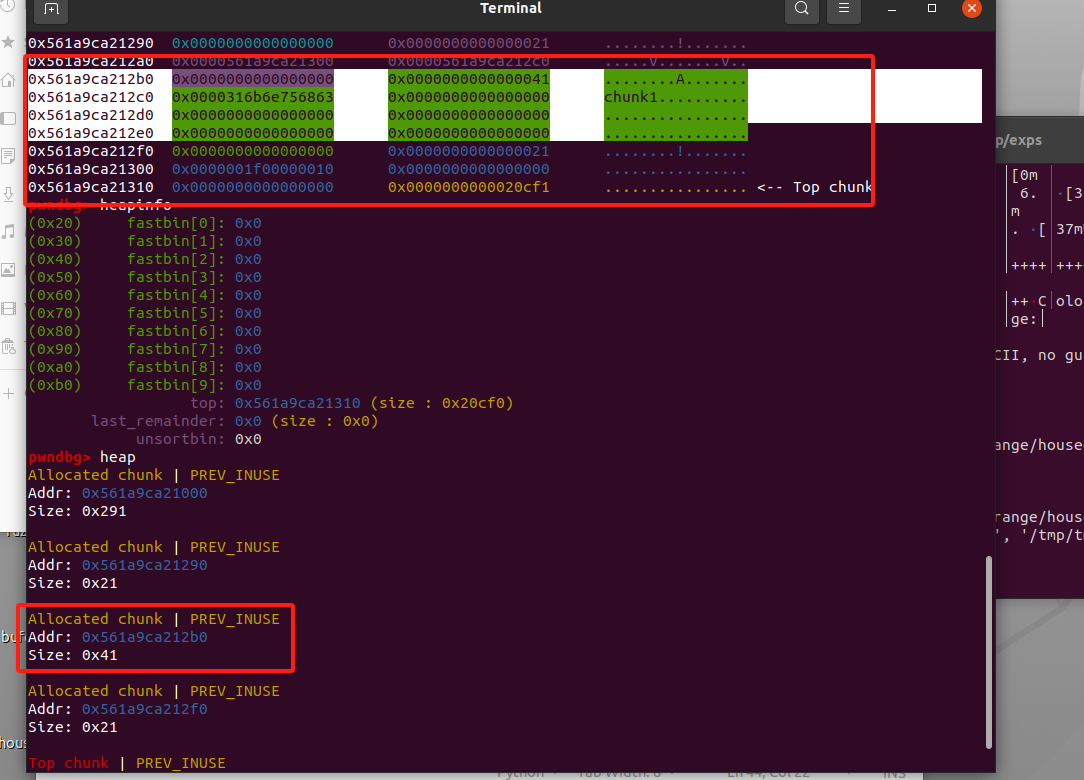 Terminal
0x561a9ca21290 0x0000000000000000 0x0000000000000021 ........!.......
0x561a9ca212a0 0x0000561a9ca21300 0x0000561a9ca212c0 .....V.......V..
0x561a9ca212b0 0x0000000000000000 0x0000000000000041 ........A.......
0x561a9ca212c0 0x0000316b6e756863 0x0000000000000000 chunk1..........
0x561a9ca212d0 0x0000000000000000 0x0000000000000000 ................
0x561a9ca212e0 0x0000000000000000 0x0000000000000000 ................
0x561a9ca212f0 0x0000000000000000 0x0000000000000021 ........!.......
0x561a9ca21300 0x0000001f00000010 0x0000000000000000 ................
0x561a9ca21310 0x0000000000000000 0x0000000000020cf1 ................ <-- Top chunk
pwndbg> heapinfo
(0x20) fastbin[0]: 0x0
(0x30) fastbin[1]: 0x0
(0x40) fastbin[2]: 0x0
(0x50) fastbin[3]: 0x0
(0x60) fastbin[4]: 0x0
(0x70) fastbin[5]: 0x0
(0x80) fastbin[6]: 0x0
(0x90) fastbin[7]: 0x0
(0xa0) fastbin[8]: 0x0
(0xb0) fastbin[9]: 0x0
top: 0x561a9ca21310 (size : 0x20cf0)
last_remainder: 0x0 (size : 0x0)
unsortbin: 0x0
pwndbg> heap
Allocated chunk | PREV_INUSE
Addr: 0x561a9ca21000
Size: 0x291
Allocated chunk | PREV_INUSE
Addr: 0x561a9ca21290
Size: 0x21
Allocated chunk | PREV_INUSE
Addr: 0x561a9ca212b0
Size: 0x41
Allocated chunk | PREV_INUSE
Addr: 0x561a9ca212f0
Size: 0x21
Top chunk | PREV_INUSE
p/exps
[0m
6. ·[3
m
. ·[ 37m
++++ +++
++ C olo
ge:
CII, no gu
ange/house
range/hous
', '/tmp/t
buf
hous
Python Tab Width: 8 Ln 44, Col 22 INS